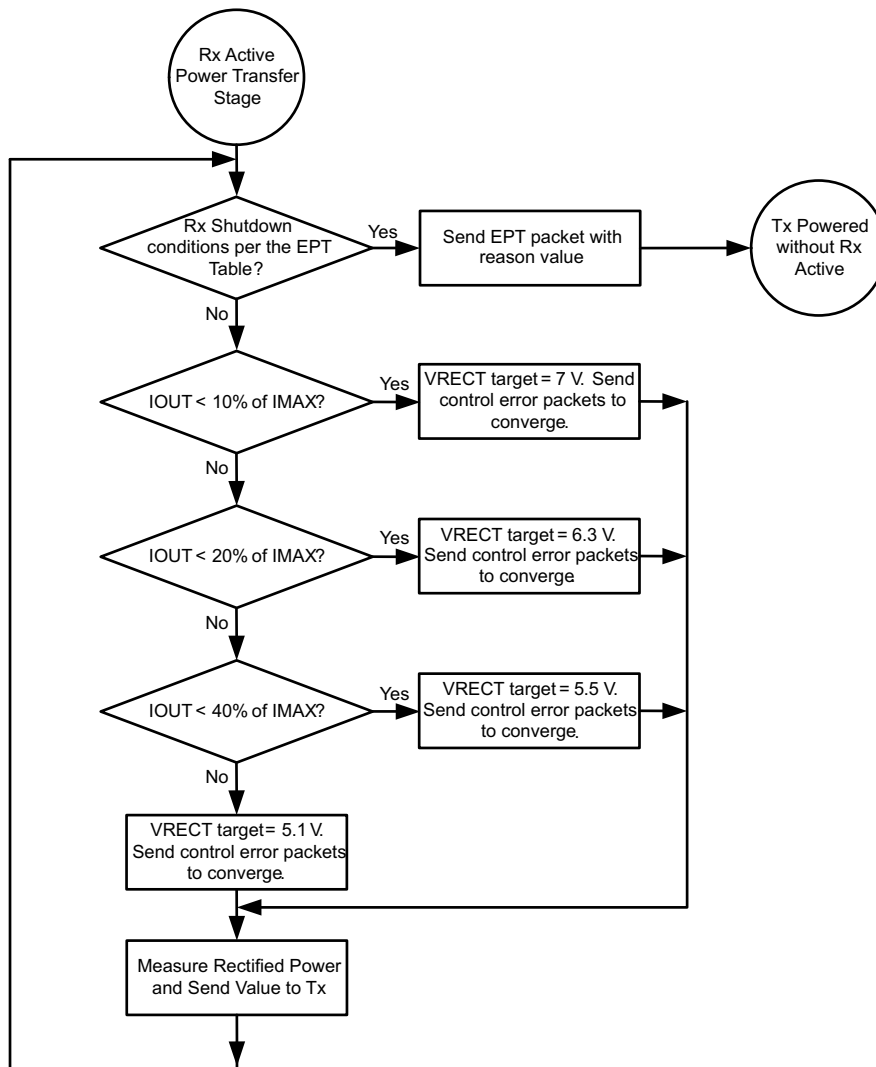 Rx Active
Power Transfer
Stage
Rx Shutdown
conditions per the EPT
Table?
Yes
Send EPT packet with
reason value
Tx Powered
without Rx
Active
No
IOUT < 10% of IMAX?
Yes
VRECT target = 7 V. Send
control error packets to
converge.
No
IOUT < 20% of IMAX?
Yes
VRECT target = 6.3 V.
Send control error packets
to converge.
No
IOUT < 40% of IMAX?
Yes
VRECT target = 5.5 V.
Send control error packets
to converge.
No
VRECT target = 5.1 V.
Send control error packets
to converge.
Measure Rectified Power
and Send Value to Tx